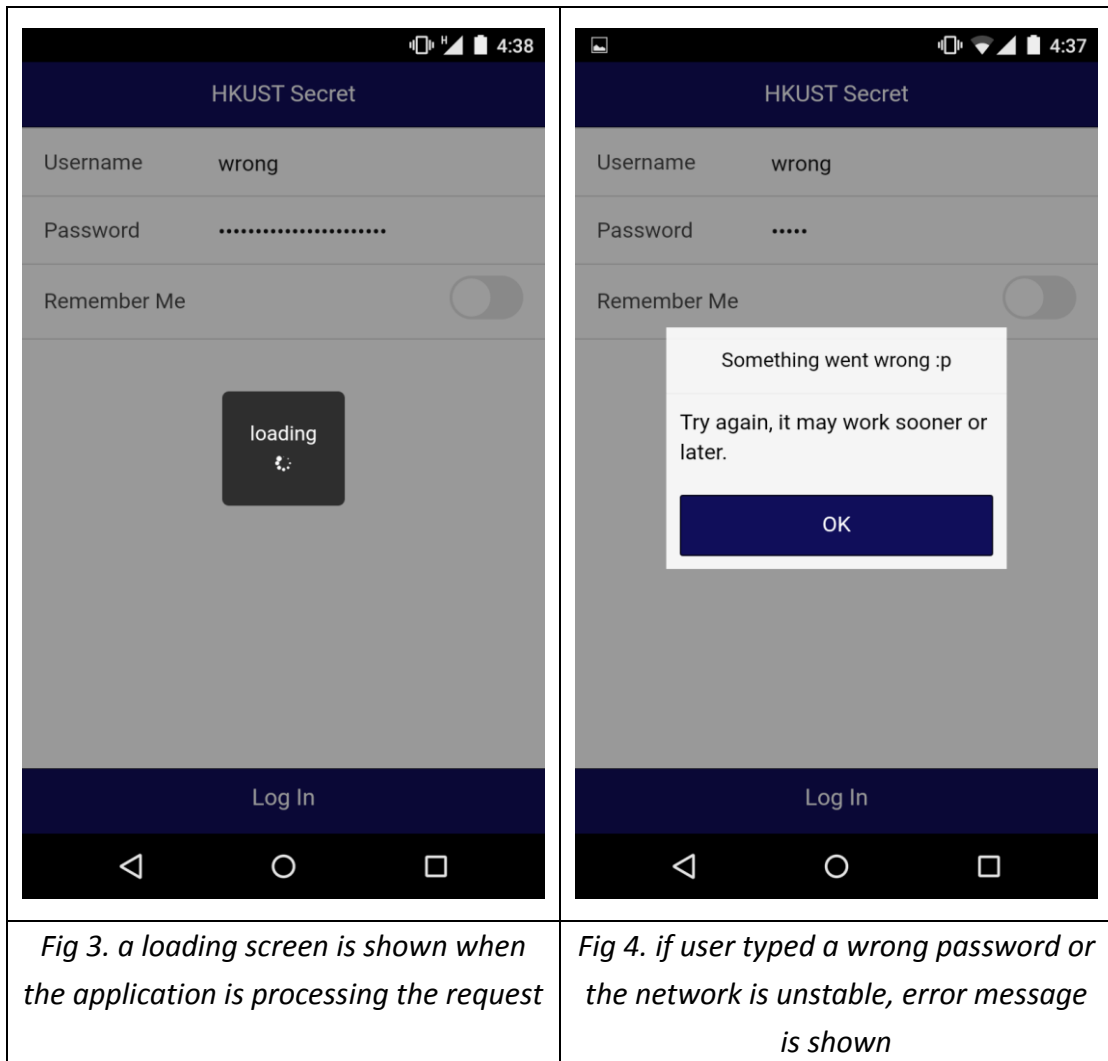 H 4:38
HKUST Secret
Username wrong
Password •••••••••••••••••••••••
Remember Me
loading
Log In
4:37
HKUST Secret
Username wrong
Password •••••
Remember Me
Something went wrong :p
Try again, it may work sooner or
later.
OK
Log In
Fig 3. a loading screen is shown when
the application is processing the request
Fig 4. if user typed a wrong password or
the network is unstable, error message
is shown